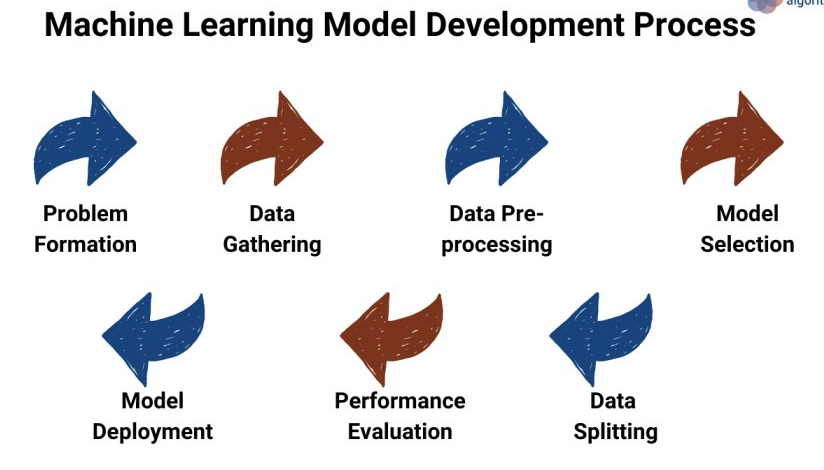 Machine Learning Model Development Process
Problem
Formation
Data
Gathering
Data Pre-
processing
Model
Selection
Model
Deployment
Performance
Evaluation
Data
Splitting